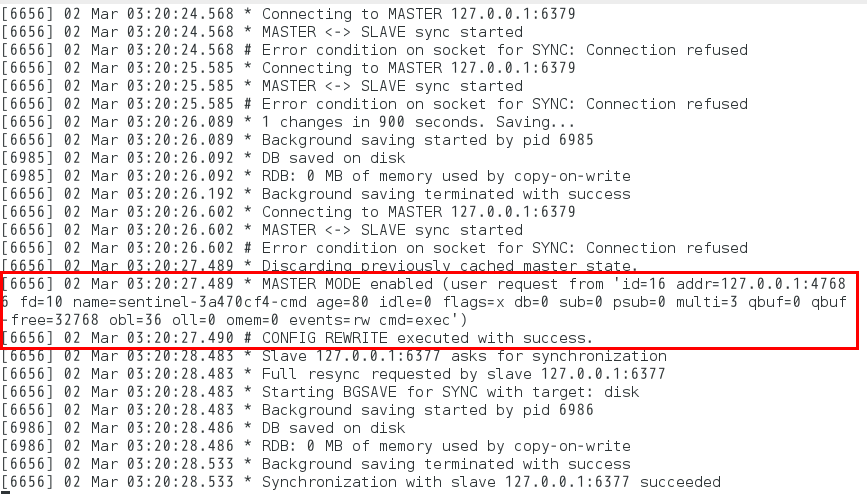 [6656] 02 Mar 03:20:24.568 * Connecting to MASTER 127.0.0.1:6379
[6656] 02 Mar 03:20:24.568 * MASTER <-> SLAVE sync started
[6656] 02 Mar 03:20:24.568 # Error condition on socket for SYNC: Connection refused
[6656] 02 Mar 03:20:25.585 * Connecting to MASTER 127.0.0.1:6379
[6656] 02 Mar 03:20:25.585 * MASTER <-> SLAVE sync started
[6656] 02 Mar 03:20:25.585 # Error condition on socket for SYNC: Connection refused
[6656] 02 Mar 03:20:26.089 * 1 changes in 900 seconds. Saving...
[6656] 02 Mar 03:20:26.089 * Background saving started by pid 6985
[6985] 02 Mar 03:20:26.092 * DB saved on disk
[6985] 02 Mar 03:20:26.092 * RDB: 0 MB of memory used by copy-on-write
[6656] 02 Mar 03:20:26.192 * Background saving terminated with success
[6656] 02 Mar 03:20:26.602 * Connecting to MASTER 127.0.0.1:6379
[6656] 02 Mar 03:20:26.602 * MASTER <-> SLAVE sync started
[6656] 02 Mar 03:20:26.602 # Error condition on socket for SYNC: Connection refused
[6656] 02 Mar 03:20:27.489 * Discarding previously cached master state.
[6656] 02 Mar 03:20:27.489 * MASTER MODE enabled (user request from 'id=16 addr=127.0.0.1:4768
6 fd=10 name=sentinel-3a470cf4-cmd age=80 idle=0 flags=x db=0 sub=0 psub=0 multi=3 qbuf=0 qbuf
-free=32768 obl=36 oll=0 omem=0 events=rw cmd=exec')
[6656] 02 Mar 03:20:27.490 # CONFIG REWRITE executed with success.
[6656] 02 Mar 03:20:28.483 * Slave 127.0.0.1:6377 asks for synchronization
[6656] 02 Mar 03:20:28.483 * Full resync requested by slave 127.0.0.1:6377
[6656] 02 Mar 03:20:28.483 * Starting BGSAVE for SYNC with target: disk
[6656] 02 Mar 03:20:28.483 * Background saving started by pid 6986
[6986] 02 Mar 03:20:28.486 * DB saved on disk
[6986] 02 Mar 03:20:28.486 * RDB: 0 MB of memory used by copy-on-write
[6656] 02 Mar 03:20:28.533 * Background saving terminated with success
[6656] 02 Mar 03:20:28.533 * Synchronization with slave 127.0.0.1:6377 succeeded